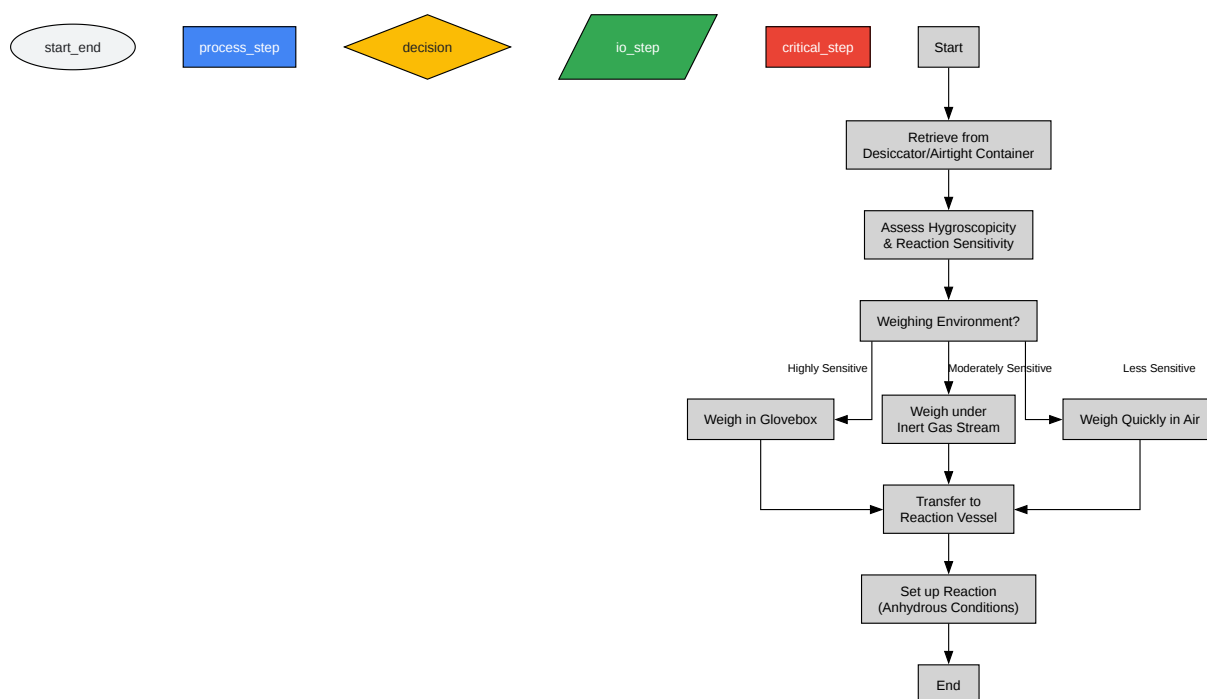 start_end
process_step
decision
io_step
critical_step
Start
Retrieve from
Desiccator/Airtight Container
Assess Hygroscopicity
& Reaction Sensitivity
Weighing Environment?
Highly Sensitive
Moderately Sensitive
Less Sensitive
Weigh in Glovebox
Weigh under
Inert Gas Stream
Weigh Quickly in Air
Transfer to
Reaction Vessel
Set up Reaction
(Anhydrous Conditions)
End